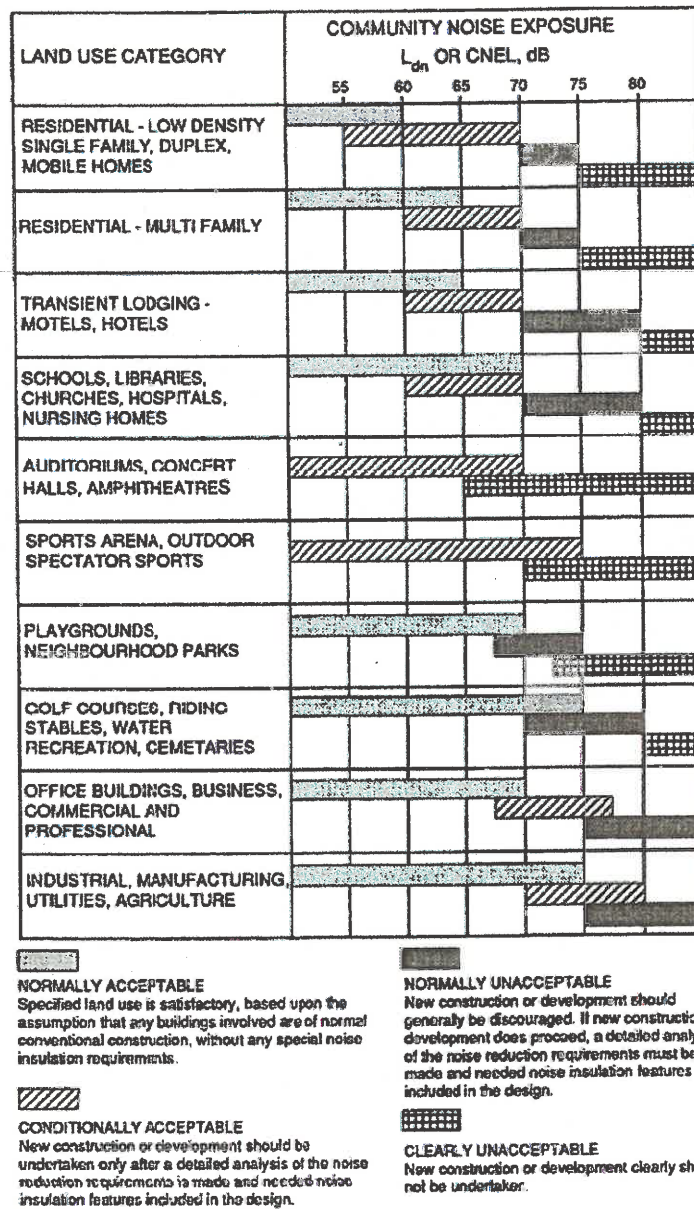 LAND USE CATEGORY
COMMUNITY NOISE EXPOSURE
Ldn OR CNEL, dB
55 60 65 70 75 80
RESIDENTIAL - LOW DENSITY
SINGLE FAMILY, DUPLEX,
MOBILE HOMES
RESIDENTIAL - MULTI FAMILY
TRANSIENT LODGING -
MOTELS, HOTELS
SCHOOLS, LIBRARIES,
CHURCHES, HOSPITALS,
NURSING HOMES
AUDITORIUMS, CONCERT
HALLS, AMPHITHEATRES
SPORTS ARENA, OUTDOOR
SPECTATOR SPORTS
PLAYGROUNDS,
NEIGHBOURHOOD PARKS
GOLF COURSES, RIDING
STABLES, WATER
RECREATION, CEMETARIES
OFFICE BUILDINGS, BUSINESS,
COMMERCIAL AND
PROFESSIONAL
INDUSTRIAL, MANUFACTURING,
UTILITIES, AGRICULTURE
NORMALLY ACCEPTABLE
Specified land use is satisfactory, based upon the
assumption that any buildings involved are of normal
conventional construction, without any special noise
insulation requirements.
CONDITIONALLY ACCEPTABLE
New construction or development should be
undertaken only after a detailed analysis of the noise
reduction requirements is made and needed noise
insulation features included in the design.
NORMALLY UNACCEPTABLE
New construction or development should
generally be discouraged. If new constructio
development does proceed, a detailed analy
of the noise reduction requirements must be
made and needed noise insulation features
included in the design.
CLEARLY UNACCEPTABLE
New construction or development clearly sh
not be undertaken.